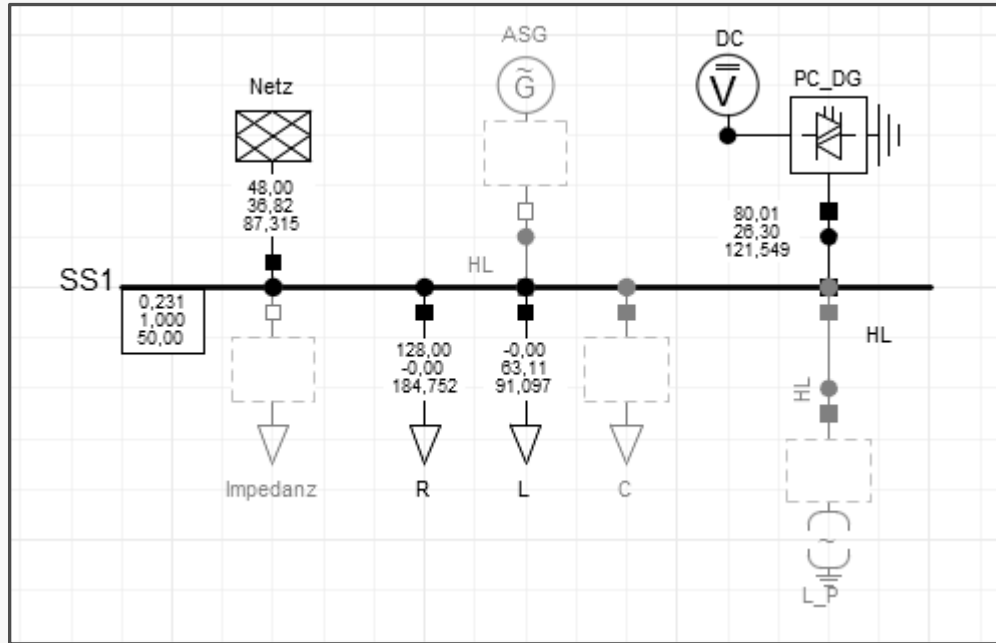 ASG
G
DC
V
PC_DG
Netz
48,00
36,82
87,315
80,01
26,30
121,549
HL
SS1
0,231
1,000
50,00
HL
128,00
-0,00
184,752
-0,00
63,11
91,097
HL
Impedanz
R
L
C
~
L_P